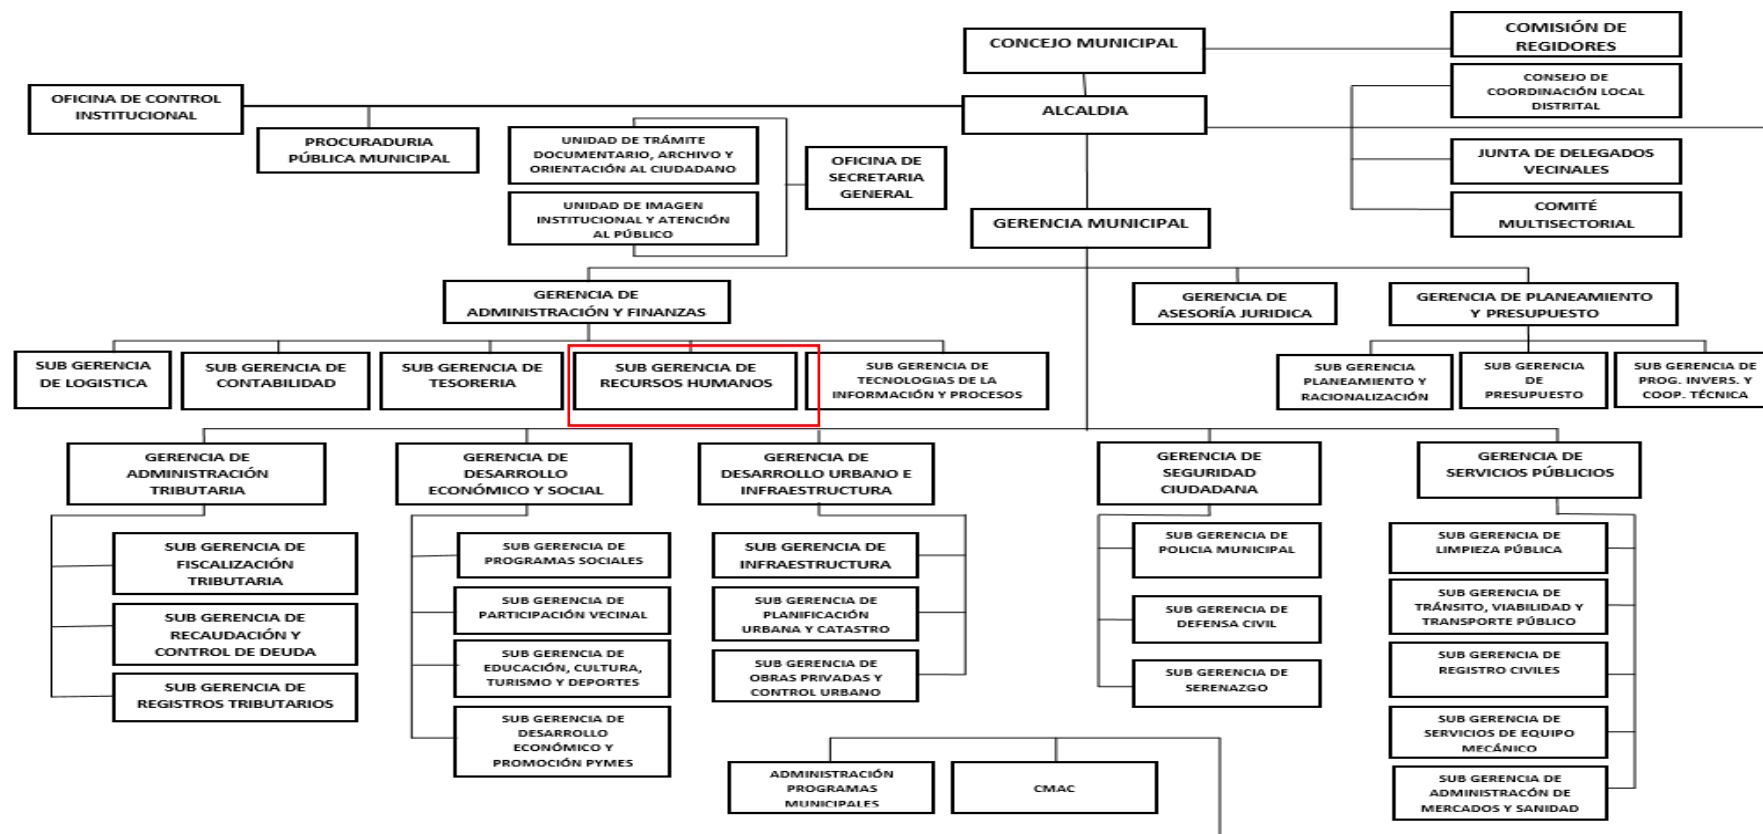 CONCEJO MUNICIPAL
COMISIÓN DE
REGIDORES
CONSEJO DE
COORDINACIÓN LOCAL
DISTRITAL
OFICINA DE CONTROL
INSTITUCIONAL
ALCALDIA
PROCURADURIA
PÚBLICA MUNICIPAL
UNIDAD DE TRÁMITE
DOCUMENTARIO, ARCHIVO Y
ORIENTACIÓN AL CIUDADANO
OFICINA DE
SECRETARIA
GENERAL
JUNTA DE DELEGADOS
VECINALES
UNIDAD DE IMAGEN
INSTITUCIONAL Y ATENCIÓN
AL PÚBLICO
GERENCIA MUNICIPAL
COMITÉ
MULTISECTORIAL
GERENCIA DE
ADMINISTRACIÓN Y FINANZAS
GERENCIA DE
ASESORÍA JURIDICA
GERENCIA DE PLANEAMIENTO
Y PRESUPUESTO
SUB GERENCIA
DE LOGISTICA
SUB GERENCIA DE
CONTABILIDAD
SUB GERENCIA DE
TESORERIA
SUB GERENCIA DE
RECURSOS HUMANOS
SUB GERENCIA DE
TECNOLOGIAS DE LA
INFORMACIÓN Y PROCESOS
SUB GERENCIA
PLANEAMIENTO Y
RACIONALIZACIÓN
SUB GERENCIA
DE
PRESUPUESTO
SUB GERENCIA DE
PROG. INVERS. Y
COOP. TÉCNICA
GERENCIA DE
ADMINISTRACIÓN
TRIBUTARIA
GERENCIA DE
DESARROLLO
ECONÓMICO Y SOCIAL
GERENCIA DE
DESARROLLO URBANO E
INFRAESTRUCTURA
GERENCIA DE
SEGURIDAD
CIUDADANA
GERENCIA DE
SERVICIOS PÚBLICIOS
SUB GERENCIA DE
FISCALIZACIÓN
TRIBUTARIA
SUB GERENCIA DE
RECAUDACIÓN Y
CONTROL DE DEUDA
SUB GERENCIA DE
REGISTROS TRIBUTARIOS
SUB GERENCIA DE
PROGRAMAS SOCIALES
SUB GERENCIA DE
PARTICIPACIÓN VECINAL
SUB GERENCIA DE
EDUCACIÓN, CULTURA,
TURISMO Y DEPORTES
SUB GERENCIA DE
DESARROLLO
ECONÓMICO Y
PROMOCIÓN PYMES
SUB GERENCIA DE
INFRAESTRUCTURA
SUB GERENCIA DE
PLANIFICACIÓN
URBANA Y CATASTRO
SUB GERENCIA DE
OBRAS PRIVADAS Y
CONTROL URBANO
SUB GERENCIA DE
POLICIA MUNICIPAL
SUB GERENCIA DE
DEFENSA CIVIL
SUB GERENCIA DE
SERENAZGO
SUB GERENCIA DE
LIMPIEZA PÚBLICA
SUB GERENCIA DE
TRÁNSITO, VIABILIDAD Y
TRANSPORTE PÚBLICO
SUB GERENCIA DE
REGISTRO CIVILES
SUB GERENCIA DE
SERVICIOS DE EQUIPO
MECÁNICO
SUB GERENCIA DE
ADMINISTRACÓN DE
MERCADOS Y SANIDAD
ADMINISTRACIÓN
PROGRAMAS
MUNICIPALES
CMAC